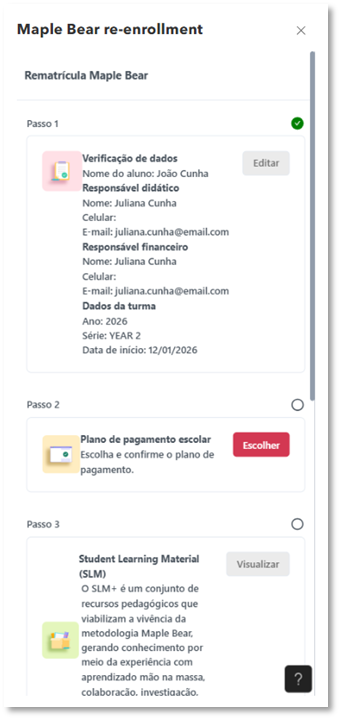 Maple Bear re-enrollment
Rematrícula Maple Bear
Passo 1
Verificação de dados
Editar
Nome do aluno: João Cunha
Responsável didático
Nome: Juliana Cunha
Celular:
E-mail: juliana.cunha@email.com
Responsável financeiro
Nome: Juliana Cunha
Celular:
E-mail: juliana.cunha@email.com
Dados da turma
Ano: 2026
Série: YEAR 2
Data de início: 12/01/2026
Passo 2
Plano de pagamento escolar
Escolher
Escolha e confirme o plano de
pagamento.
Passo 3
Student Learning Material
(SLM)
Visualizar
O SLM+ é um conjunto de
recursos pedagógicos que
viabilizam a vivência da
metodologia Maple Bear,
gerando conhecimento por
meio da experiência com
aprendizado mão na massa,
colaboração, investigação,
?